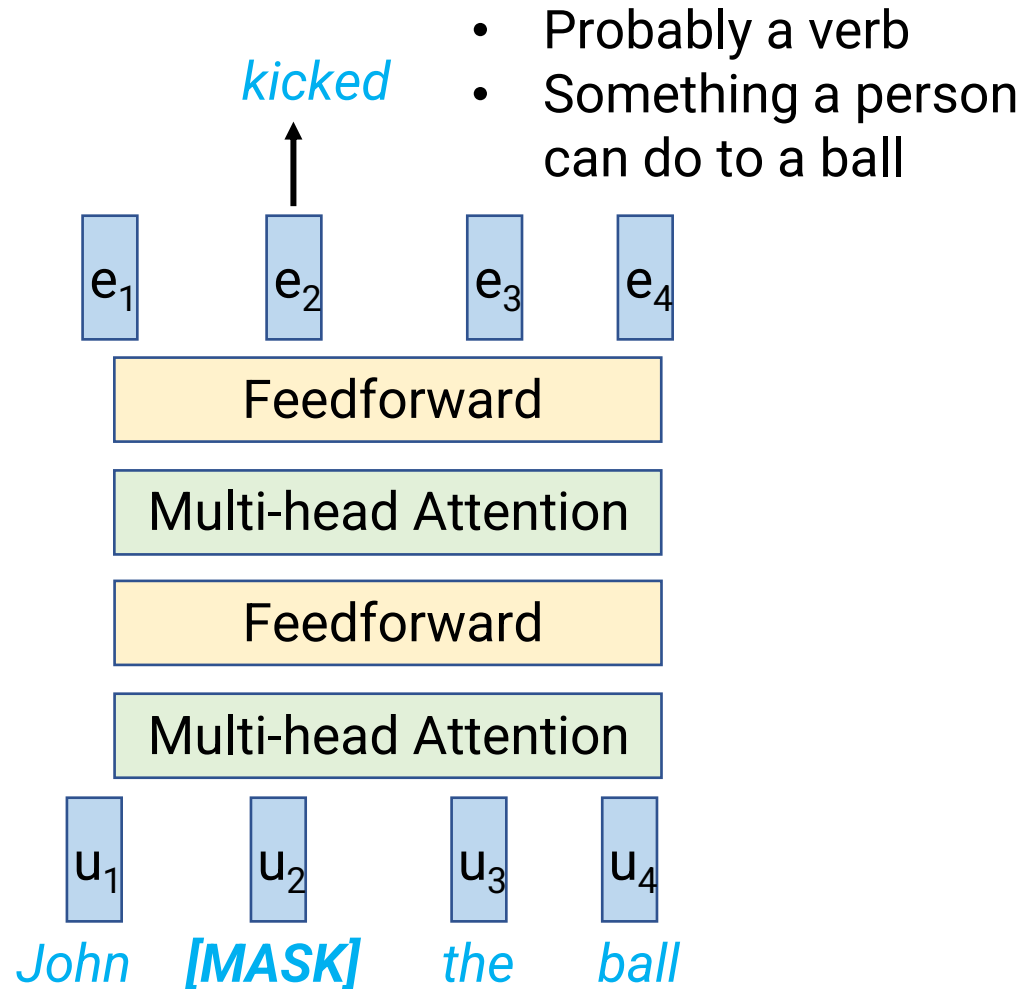 • Probably a verb
• Something a person
can do to a ball
kicked
e₁ e₂ e₃ e₄
Feedforward
Multi-head Attention
Feedforward
Multi-head Attention
u₁ u₂ u₃ u₄
John [MASK] the ball